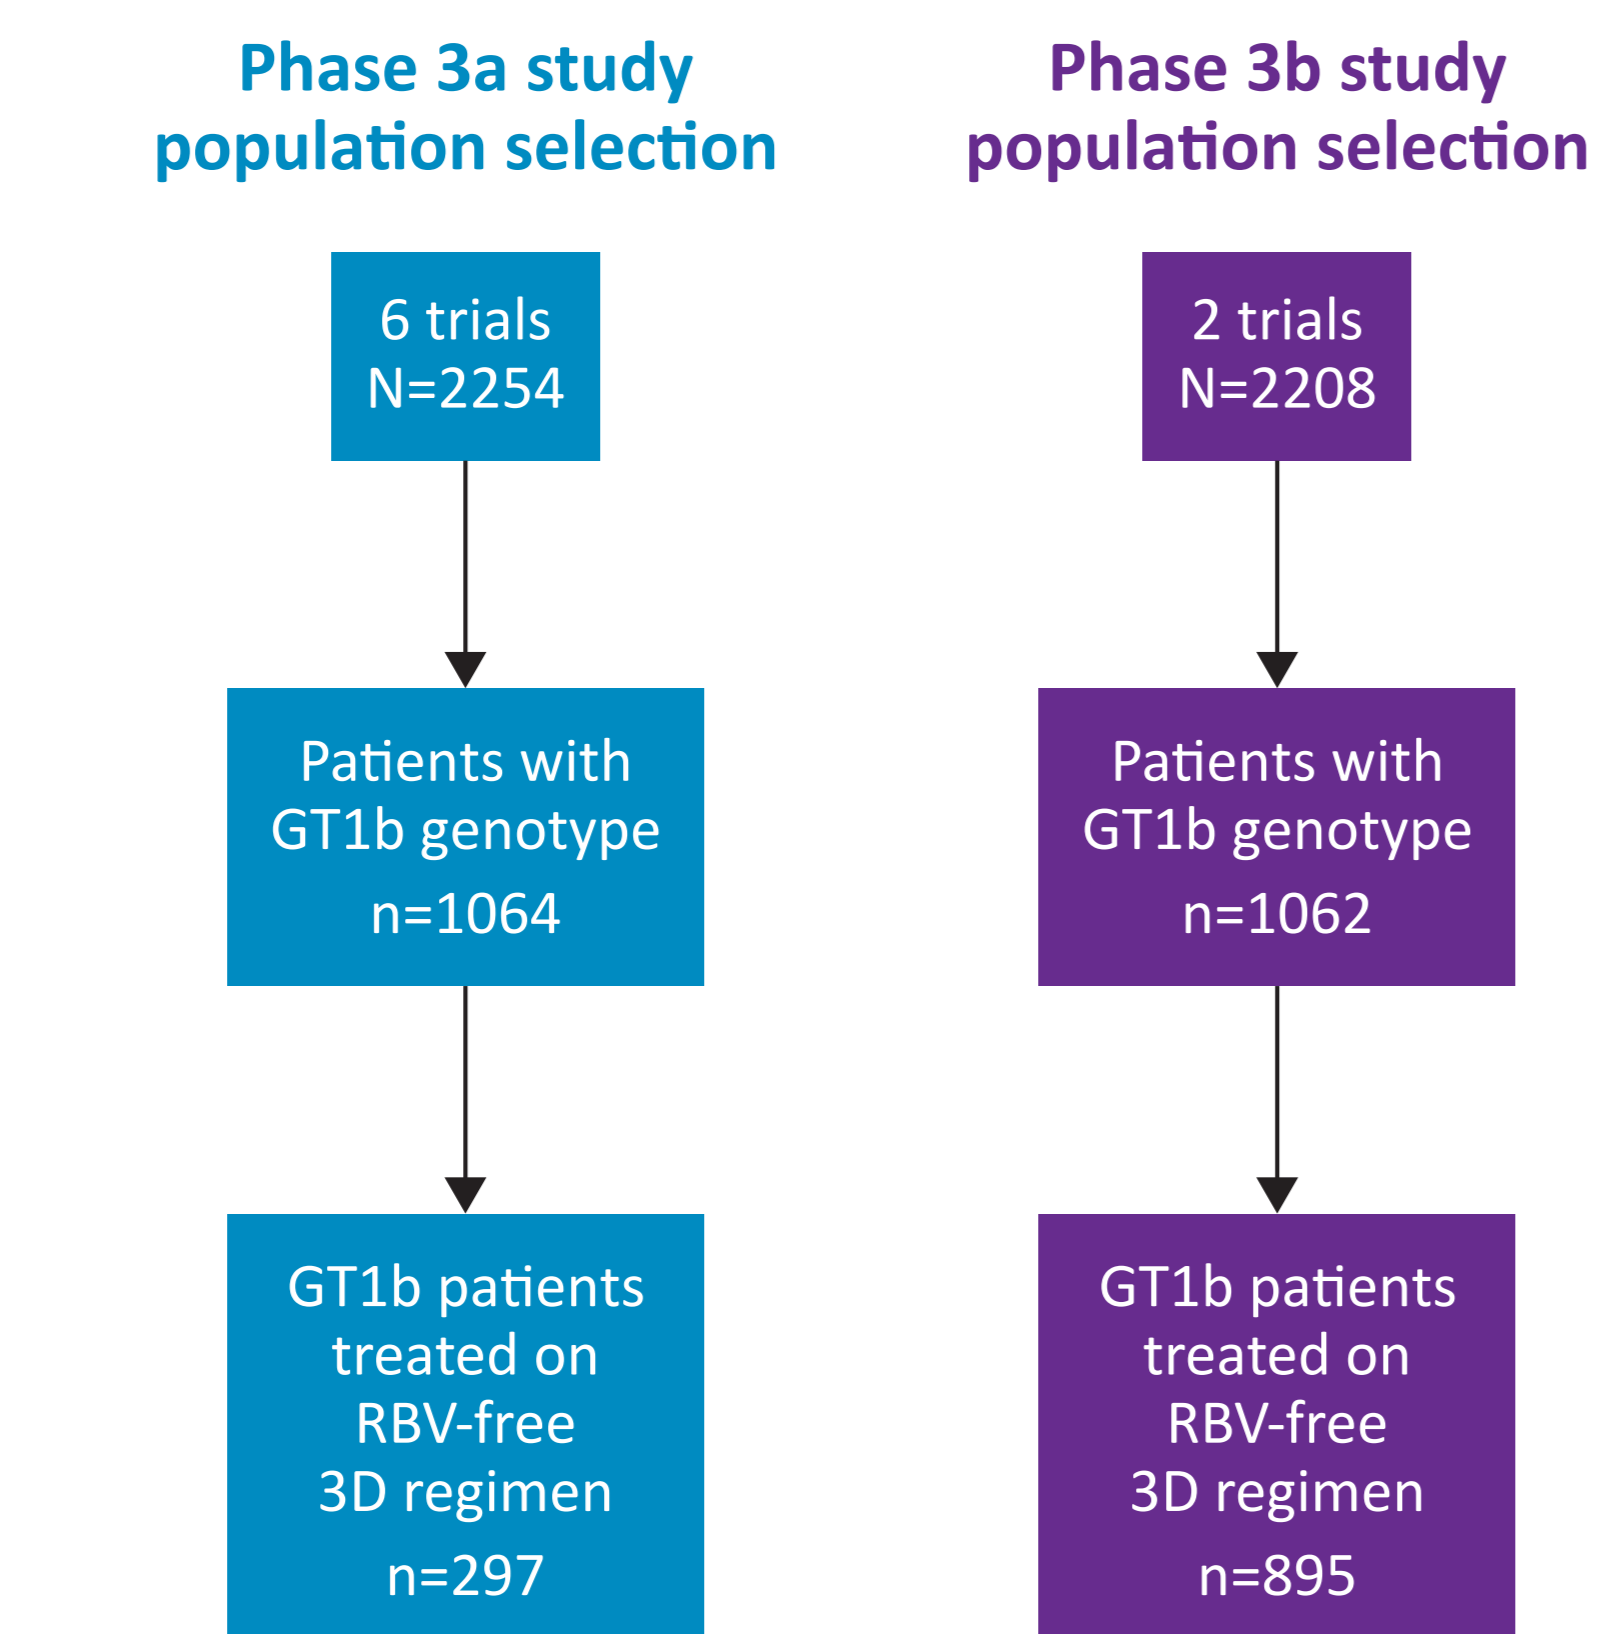 Phase 3a study
population selection
6 trials
N=2254
Patients with
GT1b genotype
n=1064
GT1b patients
treated on
RBV-free
3D regimen
n=297
Phase 3b study
population selection
2 trials
N=2208
Patients with
GT1b genotype
n=1062
GT1b patients
treated on
RBV-free
3D regimen
n=895